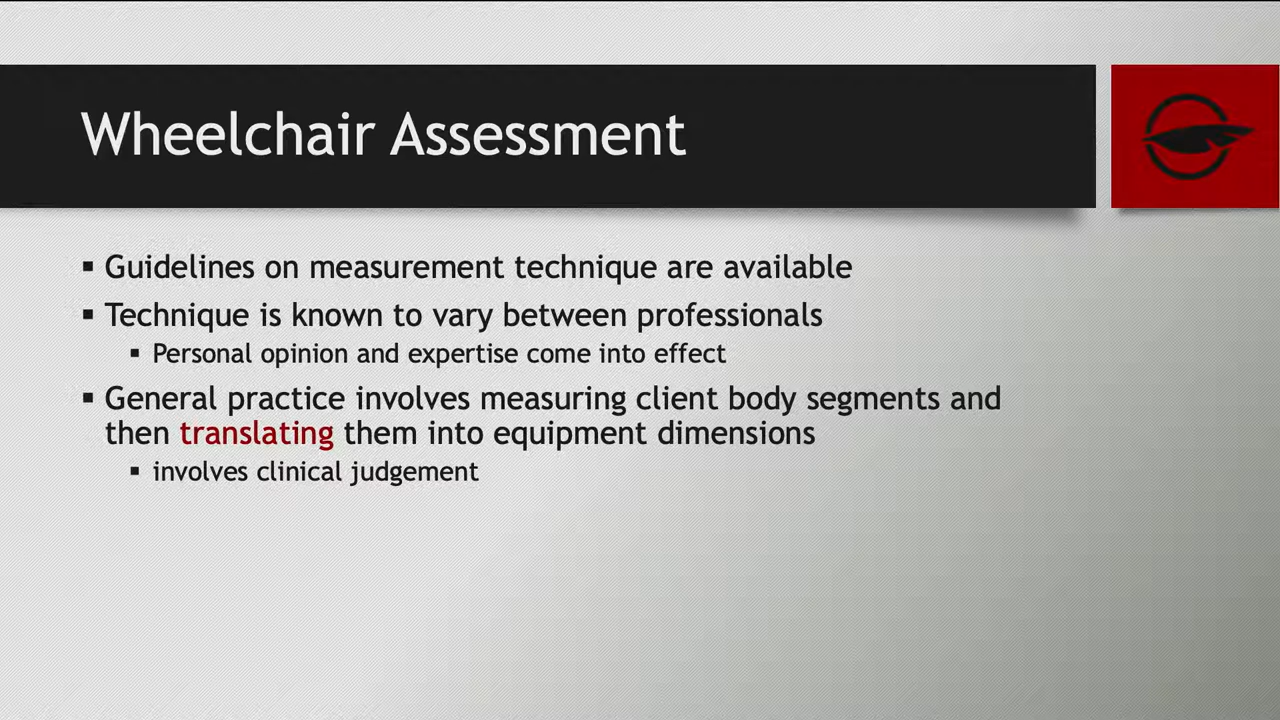 Wheelchair Assessment
▪ Guidelines on measurement technique are available
▪ Technique is known to vary between professionals
▪ Personal opinion and expertise come into effect
▪ General practice involves measuring client body segments and
then translating them into equipment dimensions
▪ involves clinical judgement